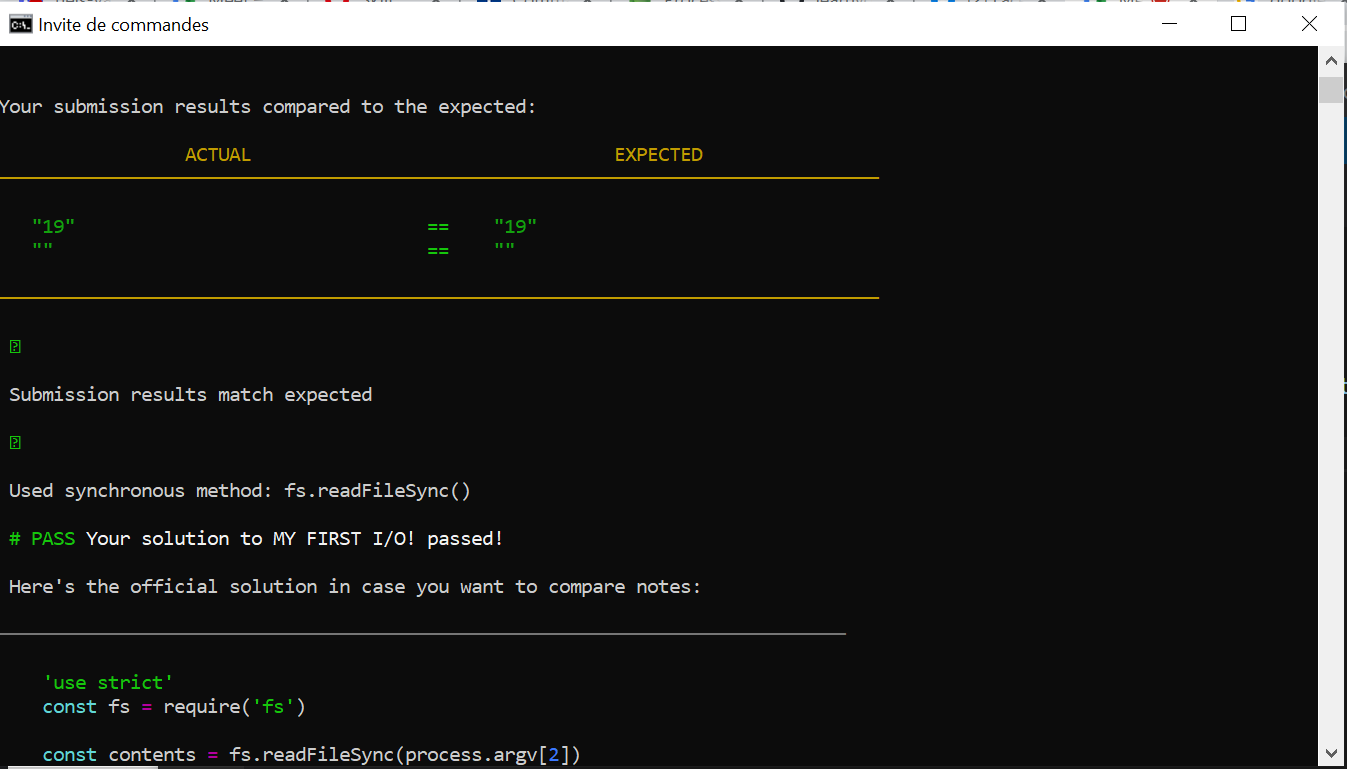 Invite de commandes
Your submission results compared to the expected:
ACTUAL EXPECTED
"19" == "19"
"" == ""
Submission results match expected
Used synchronous method: fs.readFileSync()
# PASS Your solution to MY FIRST I/O! passed!
Here's the official solution in case you want to compare notes:
'use strict'
const fs = require('fs')
const contents = fs.readFileSync(process.argv[2])